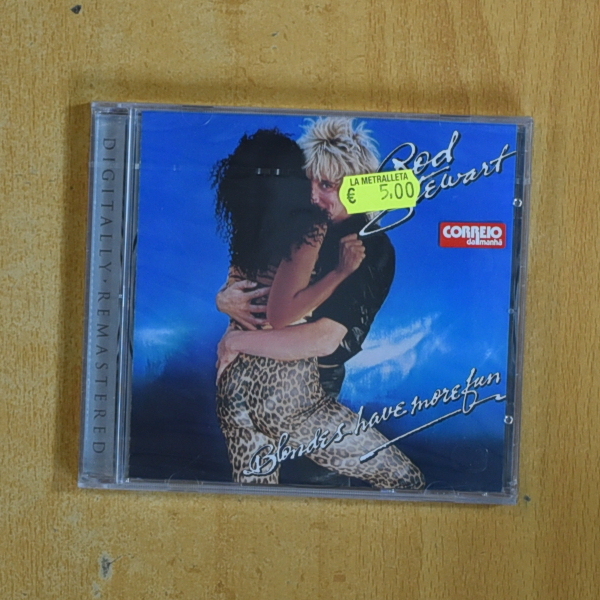 DIGITALLY · REMASTERED
Rod
Stewart
LA METRALLETA
€ 5.00
CORREIO
da manhã
Blondes have more fun